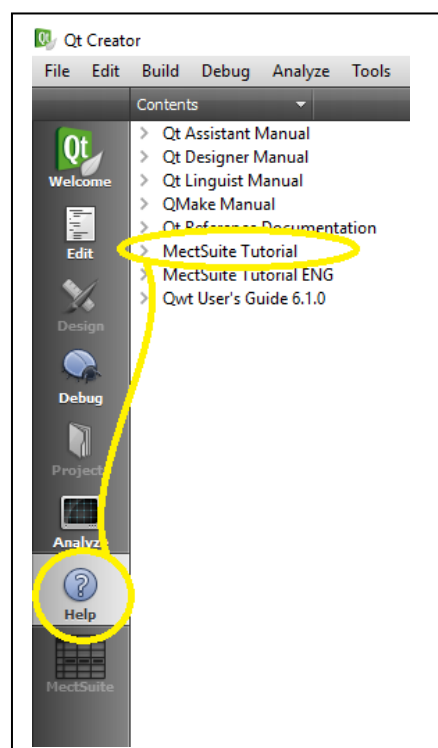 Qt Creator
File Edit Build Debug Analyze Tools
Contents
Qt Assistant Manual
Qt Designer Manual
Qt Linguist Manual
QMake Manual
Qt Reference Documentation
MectSuite Tutorial
MectSuite Tutorial ENG
Qwt User's Guide 6.1.0
Qt
Welcome
Edit
Design
Debug
Projects
Analyze
Help
MectSuite